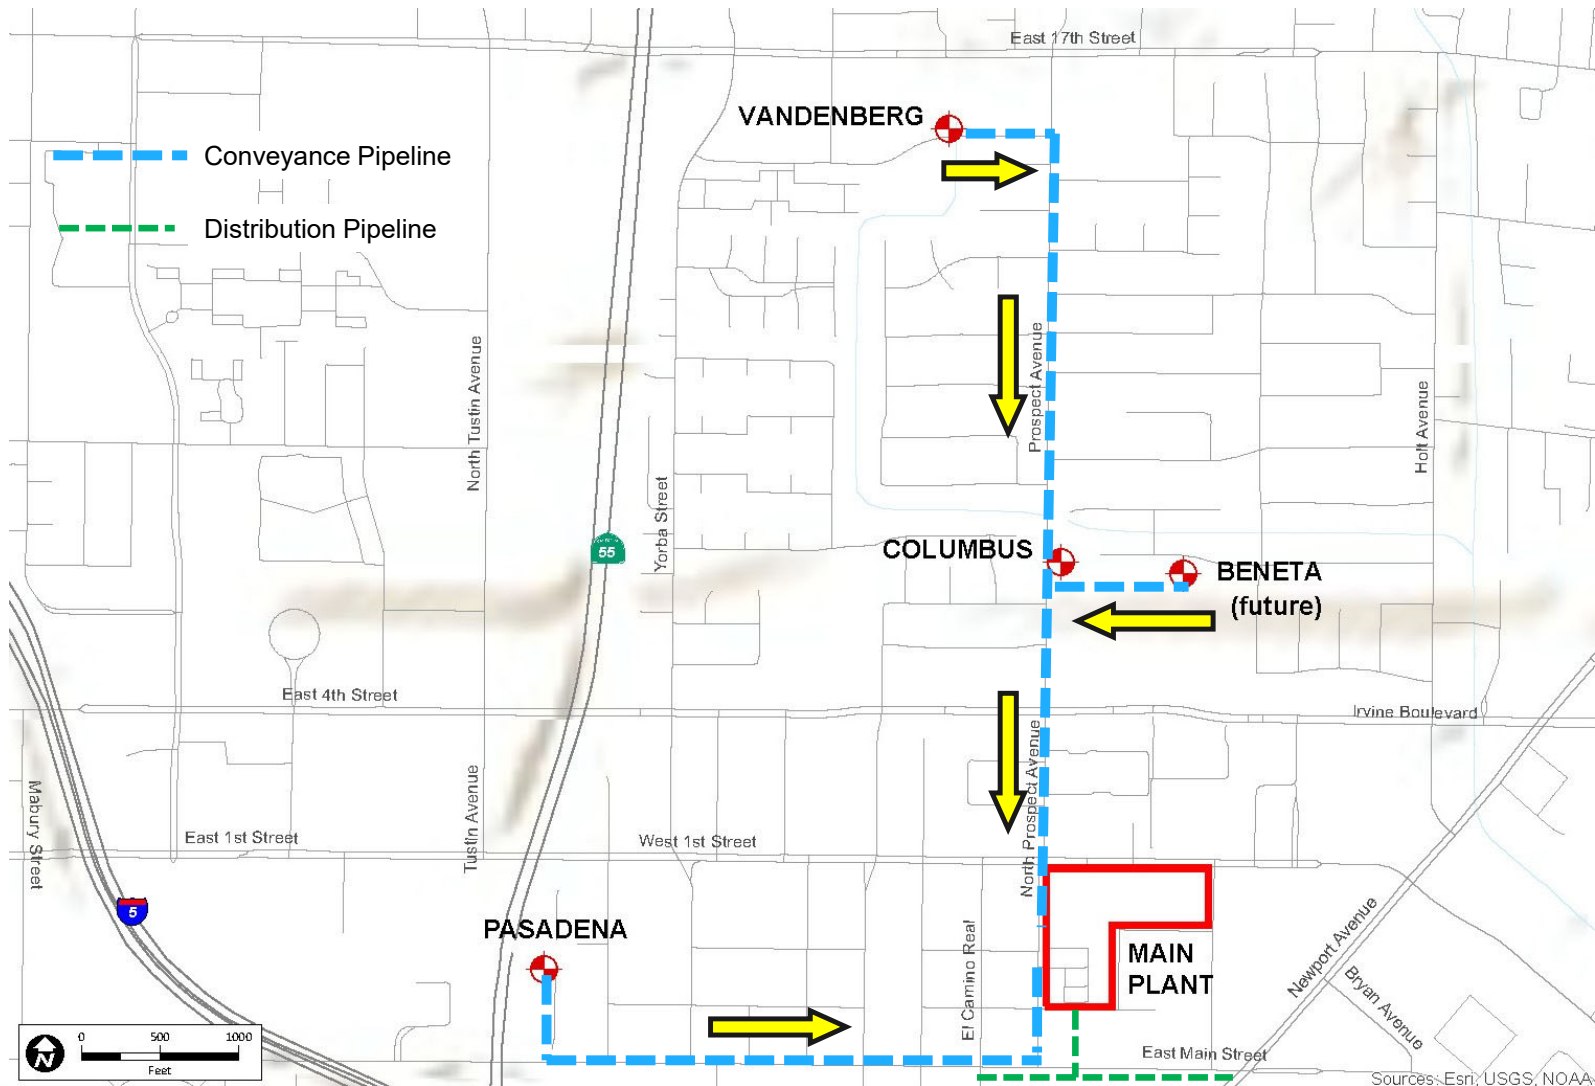 East 17th Street
VANDENBERG
Conveyance Pipeline
Distribution Pipeline
North Tustin Avenue
Prospect Avenue
Holt Avenue
Yorba Street
55
COLUMBUS
BENETA
(future)
East 4th Street
Irvine Boulevard
Mabury Street
Tustin Avenue
North Prospect Avenue
East 1st Street
West 1st Street
5
PASADENA
El Camino Real
MAIN
PLANT
Newport Avenue
Bryan Avenue
N
0 500 1000
Feet
East Main Street
Sources: Esri, USGS, NOAA